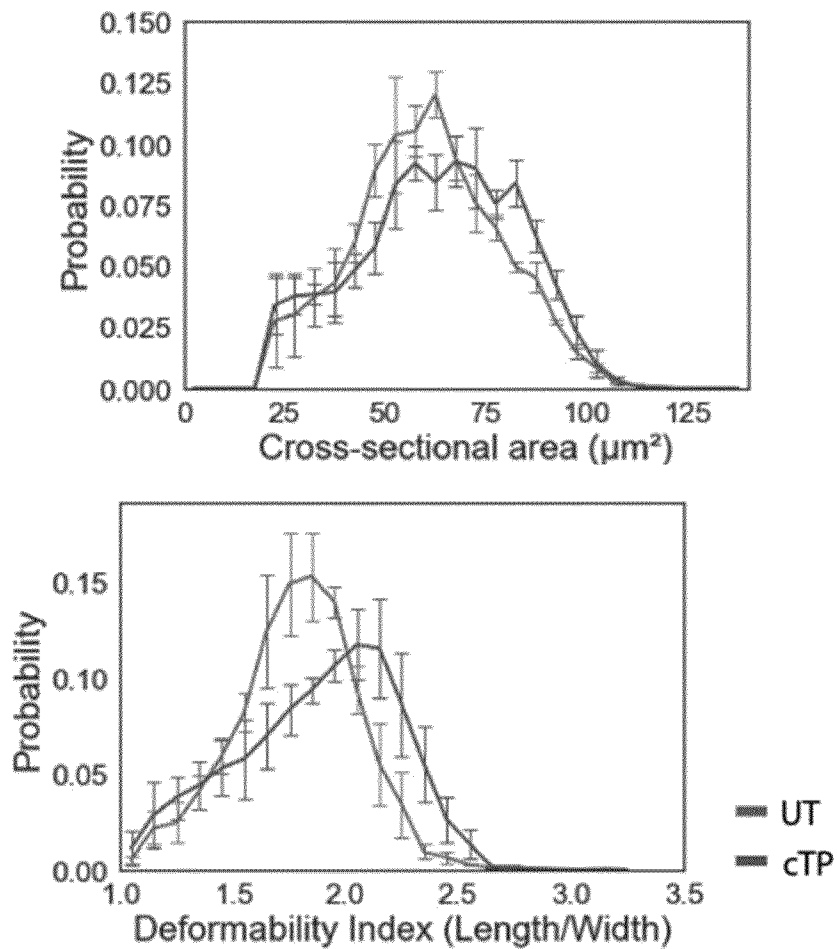 0.150
0.125
0.100
0.075
0.050
0.025
0.000
Probability
0 25 50 75 100 125
Cross-sectional area (µm²)
0.15
0.10
0.05
0.00
Probability
1.0 1.5 2.0 2.5 3.0 3.5
Deformability Index (Length/Width)
UT
cTP